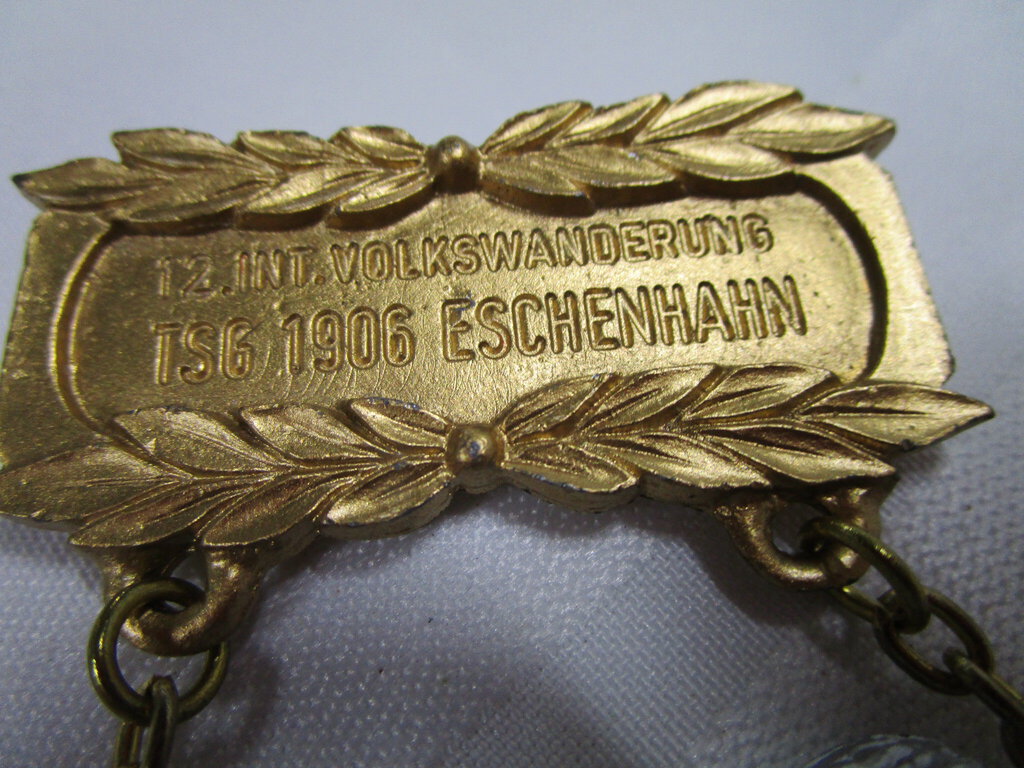 12.INT.VOLKSWANDERUNG
TSG 1906 ESCHENHAHN